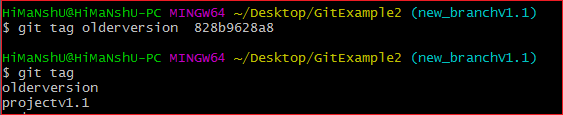 HiMaNshU@HiMaNshU-PC MINGW64 ~/Desktop/GitExample2 (new_branchV1.1)
$ git tag olderversion  828b9628a8
HiMaNshU@HiMaNshU-PC MINGW64 ~/Desktop/GitExample2 (new_branchV1.1)
$ git tag
olderversion
projectv1.1